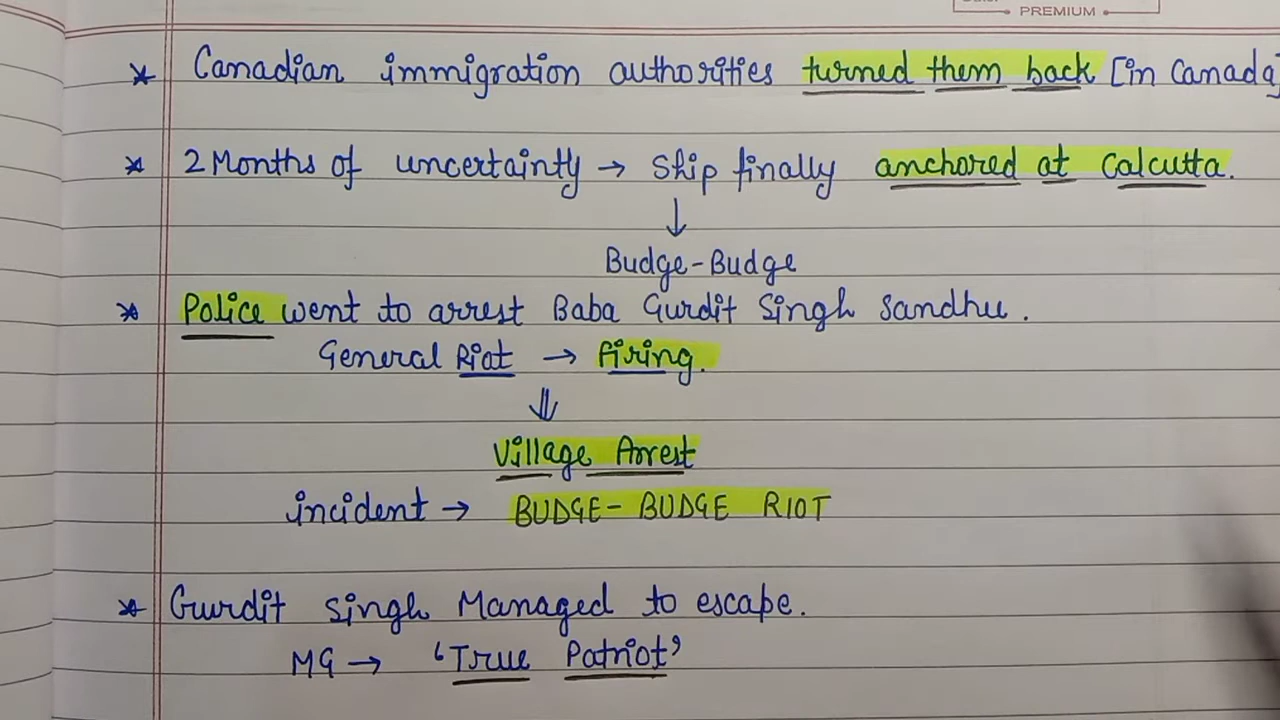 PREMIUM
* Canadian immigration authorities turned them back [in Canada]
* 2 Months of uncertainty → Ship finally anchored at Calcutta.
↓
Budge-Budge
* Police went to arrest Baba Gurdit Singh Sandhu.
General Riot → firing.
⇓
Village Arrest
incident → BUDGE-BUDGE RIOT
* Gurdit Singh Managed to escape.
MG → 'True Patriot'